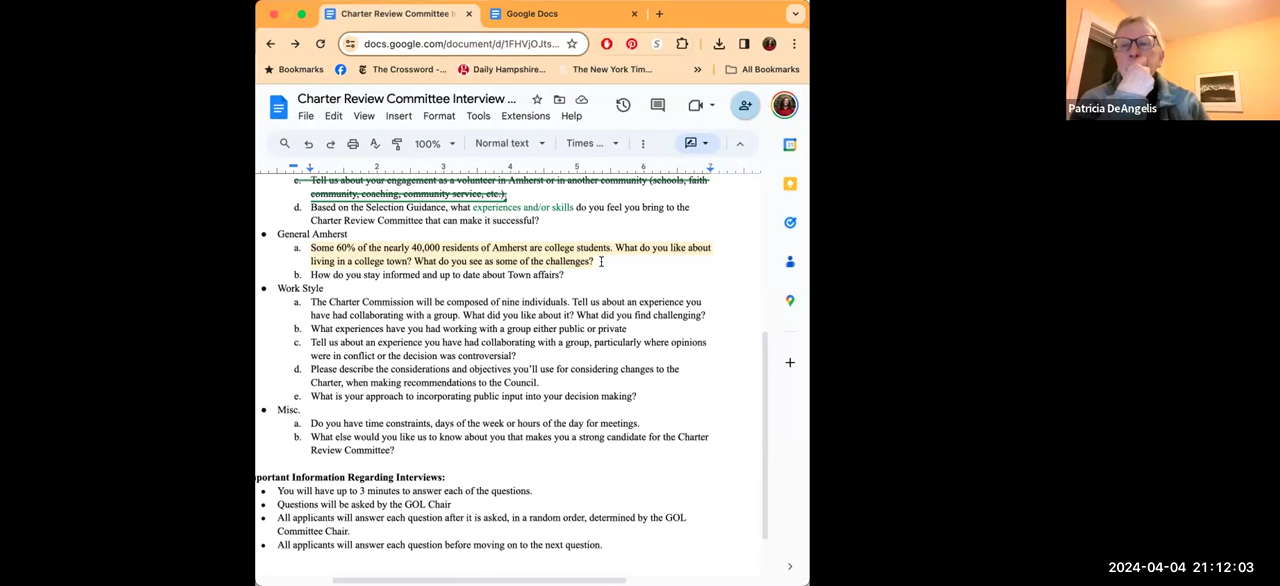 Charter Review Committee I
Google Docs
docs.google.com/document/d/1FHVjOJts...
Bookmarks
The Crossword -...
Daily Hampshire...
The New York Tim...
»
All Bookmarks
Charter Review Committee Interview ...
File Edit View Insert Format Tools Extensions Help
100% Normal text Times ...
1 2 3 4 5 6 7
c. Tell us about your engagement as a volunteer in Amherst or in another community (schools, faith
community, coaching, community service, etc.),
d. Based on the Selection Guidance, what experiences and/or skills do you feel you bring to the
Charter Review Committee that can make it successful?
● General Amherst
a. Some 60% of the nearly 40,000 residents of Amherst are college students. What do you like about
living in a college town? What do you see as some of the challenges?
b. How do you stay informed and up to date about Town affairs?
● Work Style
a. The Charter Commission will be composed of nine individuals. Tell us about an experience you
have had collaborating with a group. What did you like about it? What did you find challenging?
b. What experiences have you had working with a group either public or private
c. Tell us about an experience you have had collaborating with a group, particularly where opinions
were in conflict or the decision was controversial?
d. Please describe the considerations and objectives you'll use for considering changes to the
Charter, when making recommendations to the Council.
e. What is your approach to incorporating public input into your decision making?
● Misc.
a. Do you have time constraints, days of the week or hours of the day for meetings.
b. What else would you like us to know about you that makes you a strong candidate for the Charter
Review Committee?
portant Information Regarding Interviews:
● You will have up to 3 minutes to answer each of the questions.
● Questions will be asked by the GOL Chair
● All applicants will answer each question after it is asked, in a random order, determined by the GOL
Committee Chair.
● All applicants will answer each question before moving on to the next question.
Patricia DeAngelis
2024-04-04 21:12:03